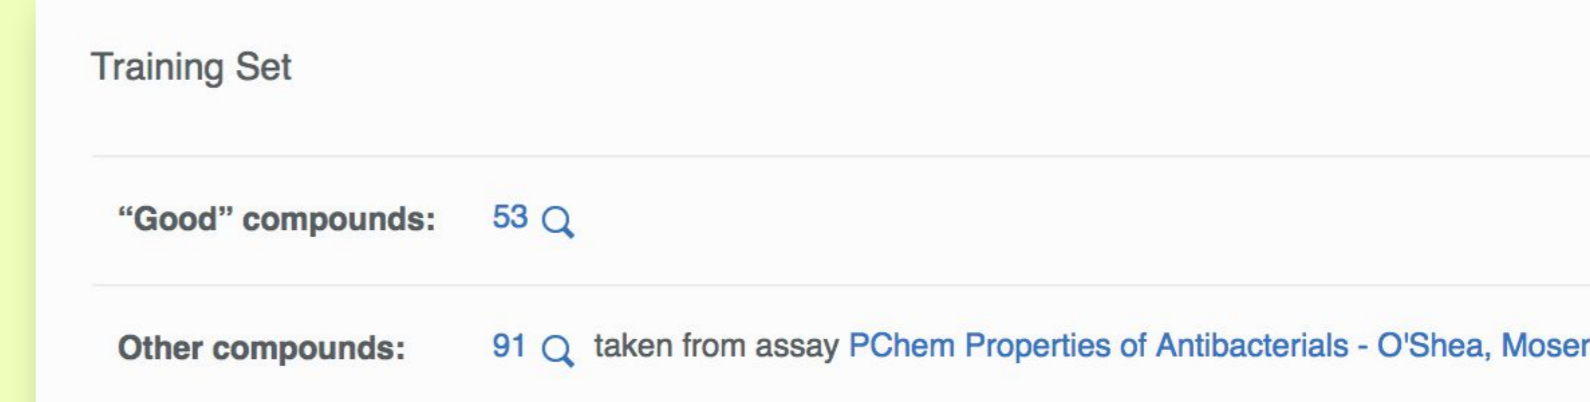 Training Set
“Good” compounds: 53
Other compounds: 91 taken from assay PChem Properties of Antibacterials - O'Shea, Moser